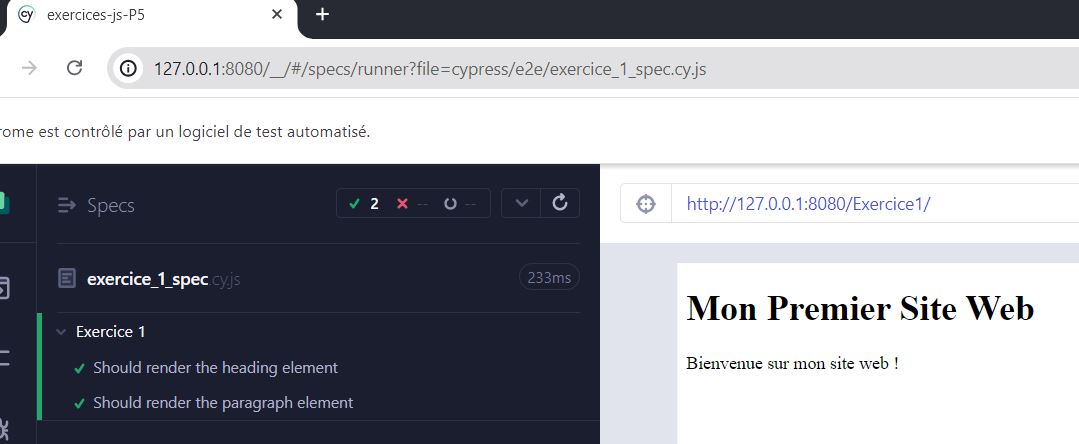 exercices-js-P5
127.0.0.1:8080/__/#/specs/runner?file=cypress/e2e/exercice_1_spec.cy.js
rome est contrôlé par un logiciel de test automatisé.
Specs
2 -- --
http://127.0.0.1:8080/Exercice1/
exercice_1_spec.cy.js
233ms
Mon Premier Site Web
Bienvenue sur mon site web !
Exercice 1
Should render the heading element
Should render the paragraph element